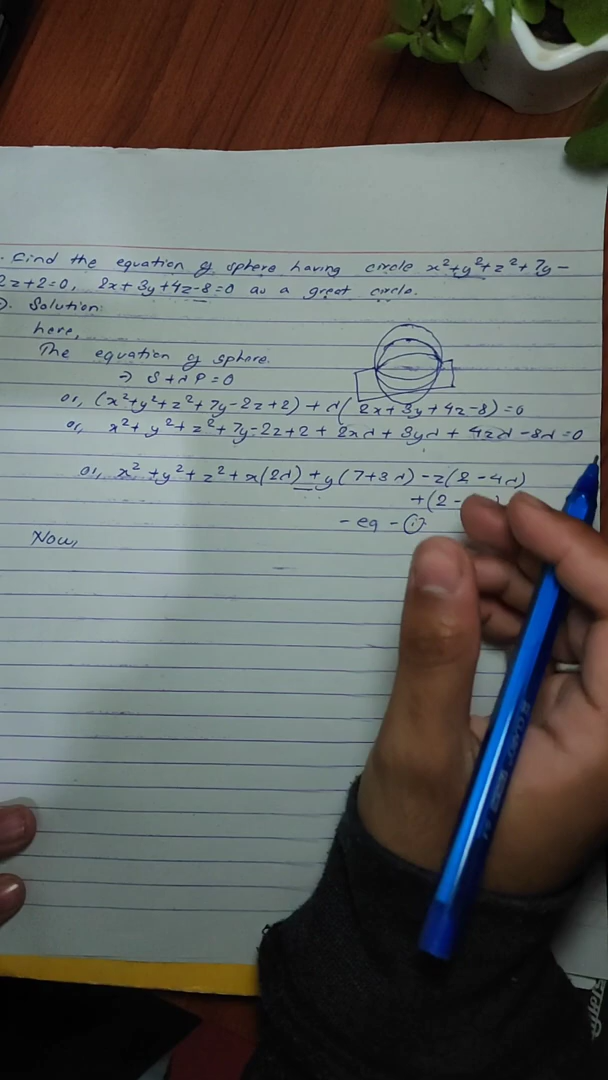 . Find the equation of sphere having circle x²+y²+z²+7y-
2z+2=0, 2x+3y+4z-8=0 as a great circle.
). Solution:
here,
The equation of sphere.
⇒ S+λP=0
or, (x²+y²+z²+7y-2z+2)+λ(2x+3y+4z-8)=0
or, x²+y²+z²+7y-2z+2+2xλ+3yλ+4zλ-8λ=0
or, x²+y²+z²+x(2λ)+y(7+3λ)-z(2-4λ)
+(2-
- eq - (i)
Now,